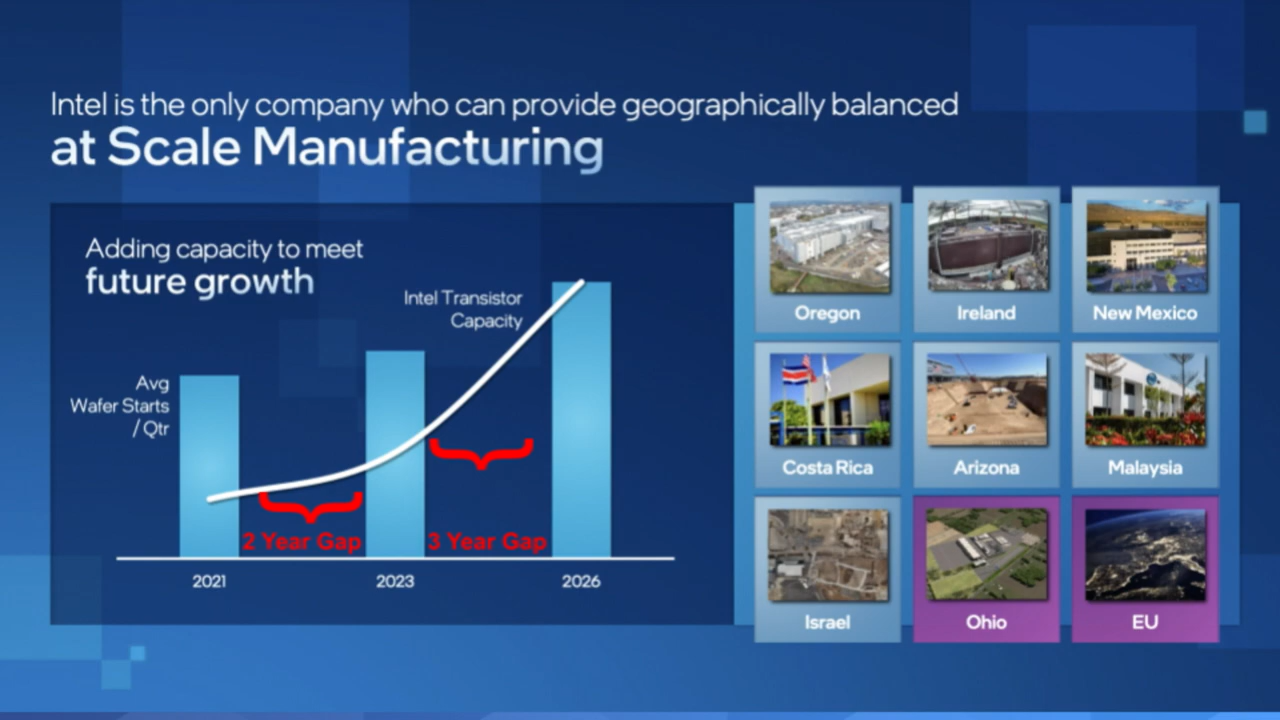 Intel is the only company who can provide geographically balanced
at Scale Manufacturing
Adding capacity to meet
future growth
Intel Transistor
Capacity
Avg
Wafer Starts
/ Qtr
2 Year Gap
3 Year Gap
2021
2023
2026
Oregon
Ireland
New Mexico
Costa Rica
Arizona
Malaysia
Israel
Ohio
EU